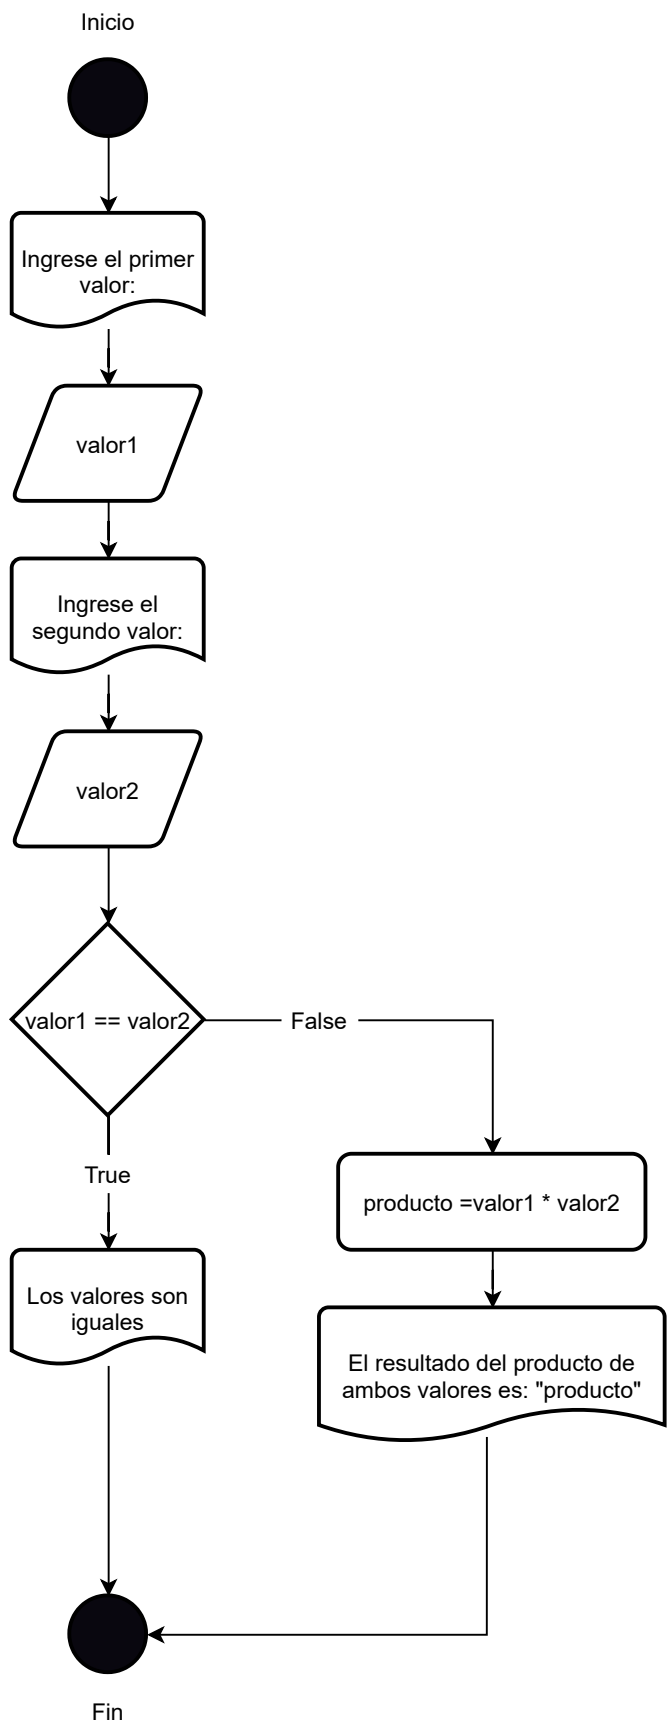 Inicio
Ingrese el primer
valor:
valor1
Ingrese el
segundo valor:
valor2
valor1 == valor2
False
True
producto =valor1 * valor2
Los valores son
iguales
El resultado del producto de
ambos valores es: "producto"
Fin